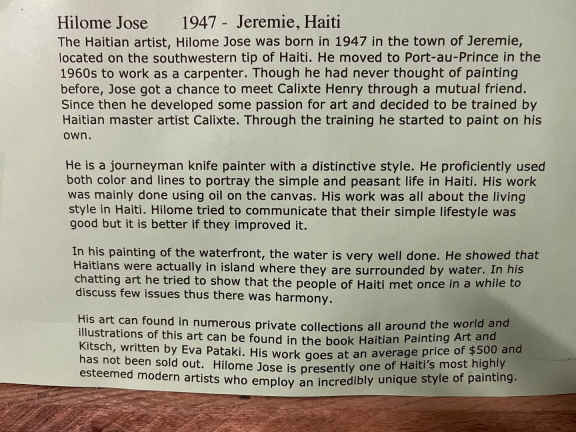 Hilome Jose 1947 - Jeremie, Haiti
The Haitian artist, Hilome Jose was born in 1947 in the town of Jeremie,
located on the southwestern tip of Haiti. He moved to Port-au-Prince in the
1960s to work as a carpenter. Though he had never thought of painting
before, Jose got a chance to meet Calixte Henry through a mutual friend.
Since then he developed some passion for art and decided to be trained by
Haitian master artist Calixte. Through the training he started to paint on his
own.
He is a journeyman knife painter with a distinctive style. He proficiently used
both color and lines to portray the simple and peasant life in Haiti. His work
was mainly done using oil on the canvas. His work was all about the living
style in Haiti. Hilome tried to communicate that their simple lifestyle was
good but it is better if they improved it.
In his painting of the waterfront, the water is very well done. He showed that
Haitians were actually in island where they are surrounded by water. In his
chatting art he tried to show that the people of Haiti met once in a while to
discuss few issues thus there was harmony.
His art can found in numerous private collections all around the world and
illustrations of this art can be found in the book Haitian Painting Art and
Kitsch, written by Eva Pataki. His work goes at an average price of $500 and
has not been sold out. Hilome Jose is presently one of Haiti's most highly
esteemed modern artists who employ an incredibly unique style of painting.